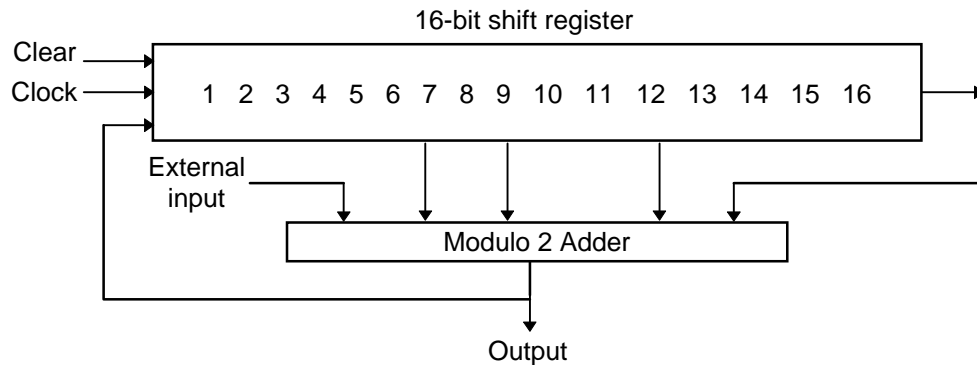 16-bit shift register
Clear
Clock
1 2 3 4 5 6 7 8 9 10 11 12 13 14 15 16
External
input
Modulo 2 Adder
Output